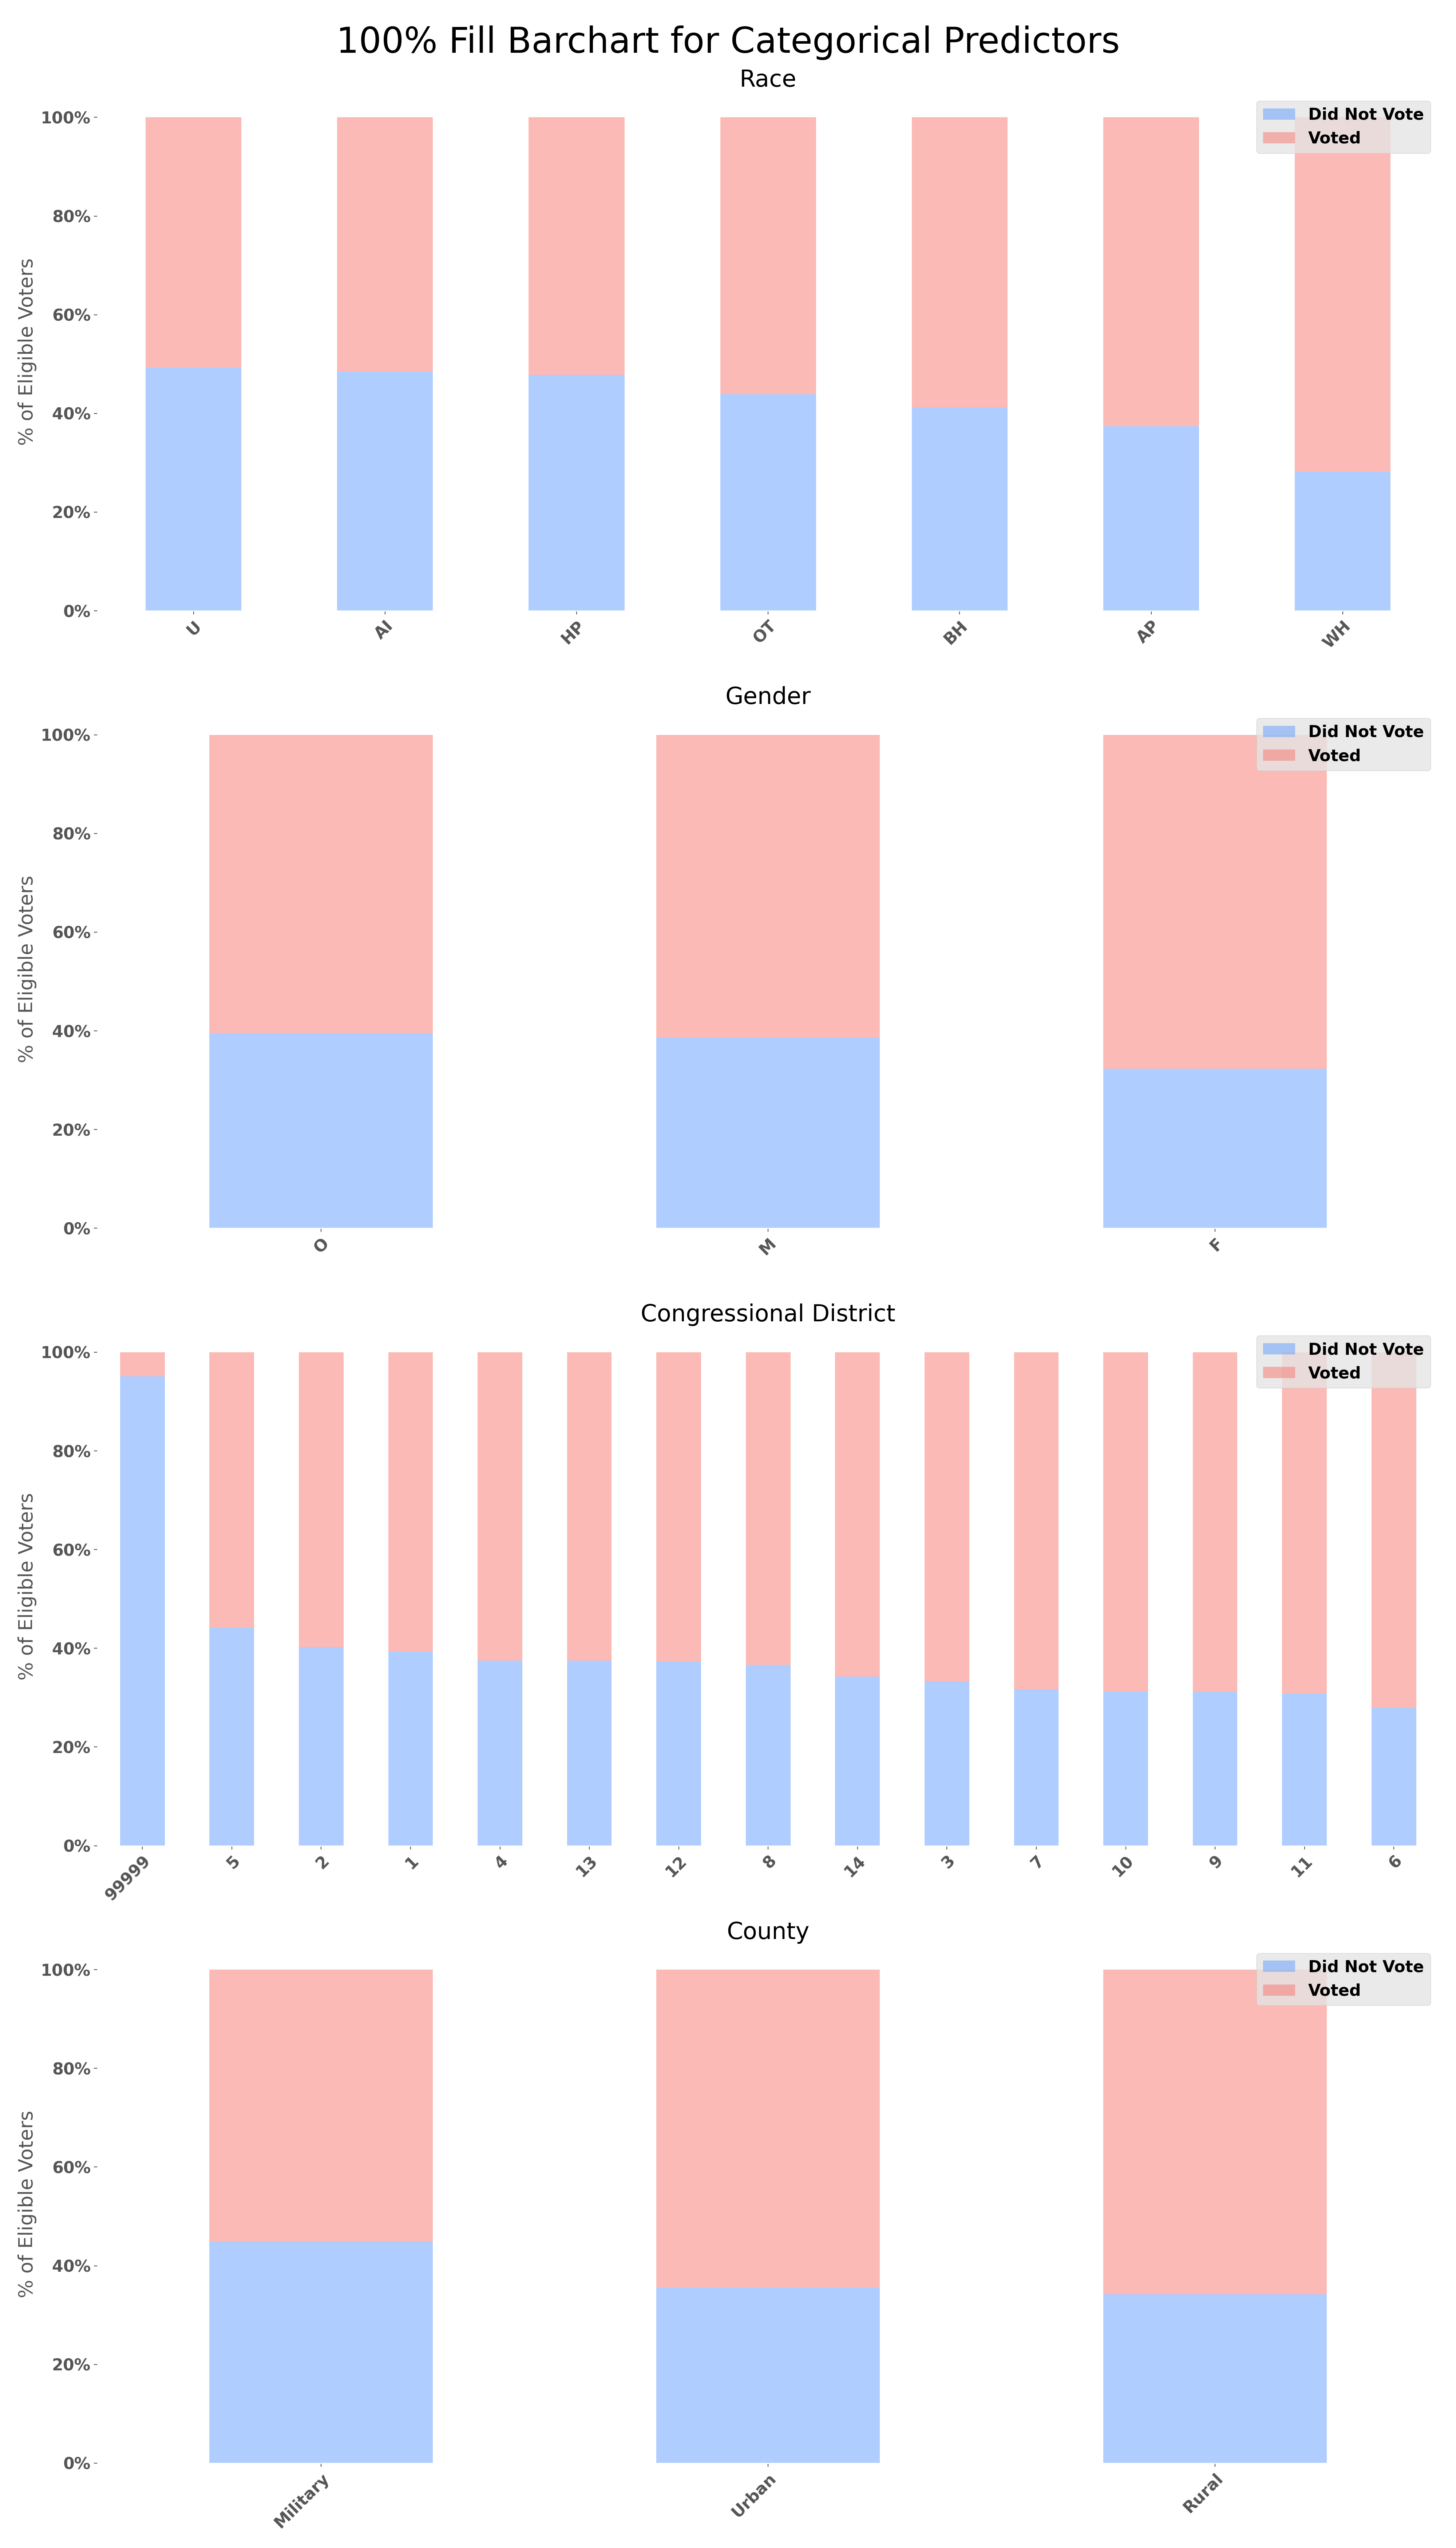 100% Fill Barchart for Categorical Predictors
Race
Did Not Vote
Voted
% of Eligible Voters
100%
80%
60%
40%
20%
0%
U AI HP OT BH AP WH
Gender
Did Not Vote
Voted
% of Eligible Voters
100%
80%
60%
40%
20%
0%
O M F
Congressional District
Did Not Vote
Voted
% of Eligible Voters
100%
80%
60%
40%
20%
0%
99999 5 2 1 4 13 12 8 14 3 7 10 9 11 6
County
Did Not Vote
Voted
% of Eligible Voters
100%
80%
60%
40%
20%
0%
Military Urban Rural